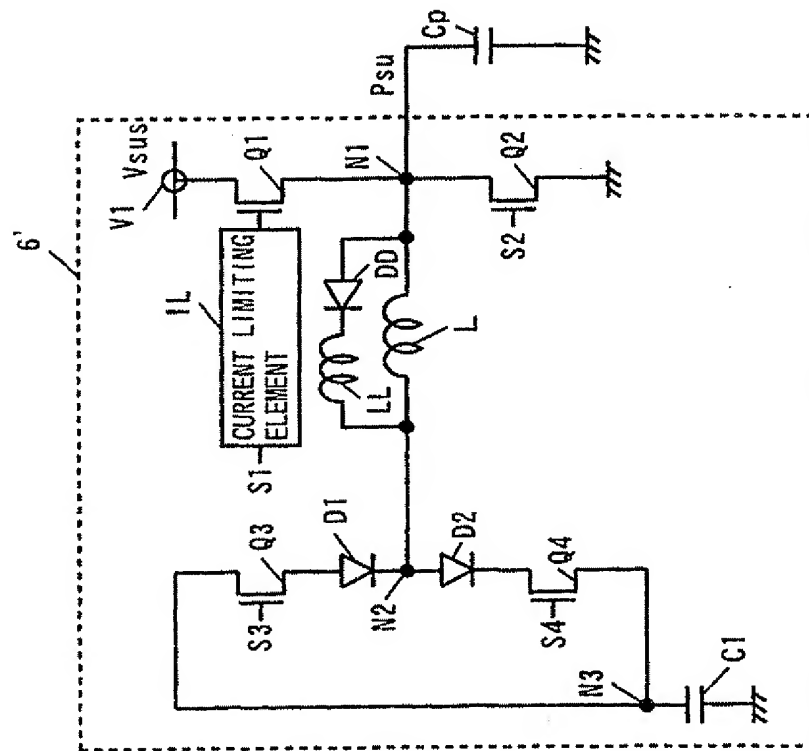 6'
V1
Vsus
IL
CURRENT LIMITING
ELEMENT
S1
Q1
N1
Psu
Cp
DD
LL
L
S2
Q2
S3
Q3
D1
N2
D2
S4
Q4
N3
C1